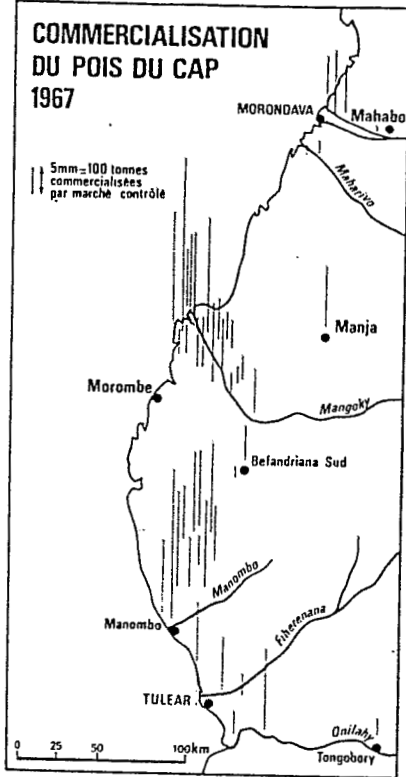 COMMERCIALISATION
DU POIS DU CAP
1967
5mm=100 tonnes
commercialisées
par marché contrôlé
MORONDAVA
Mahabo
Maharivo
Manja
Morombe
Mangoky
Befandriana Sud
Manombo
Manombo
Fiherenana
TULEAR
Onilahy
Tongobory
0 25 50 100km